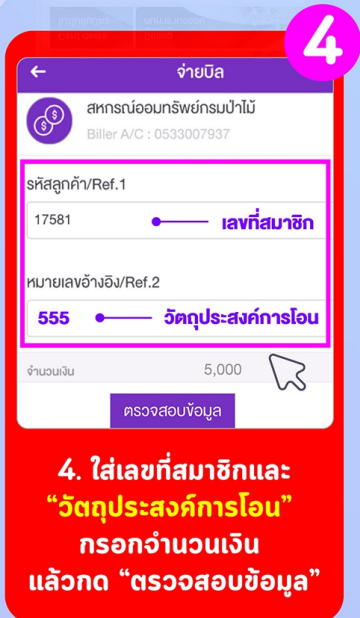 4
จ่ายบิล
สหกรณ์ออมทรัพย์กรมป่าไม้
Biller A/C : 0533007937
รหัสลูกค้า/Ref.1
17581 เลขที่สมาชิก
หมายเลขอ้างอิง/Ref.2
555 วัตถุประสงค์การโอน
จำนวนเงิน 5,000
ตรวจสอบข้อมูล
4. ใส่เลขที่สมาชิกและ
“วัตถุประสงค์การโอน”
กรอกจำนวนเงิน
แล้วกด “ตรวจสอบข้อมูล”